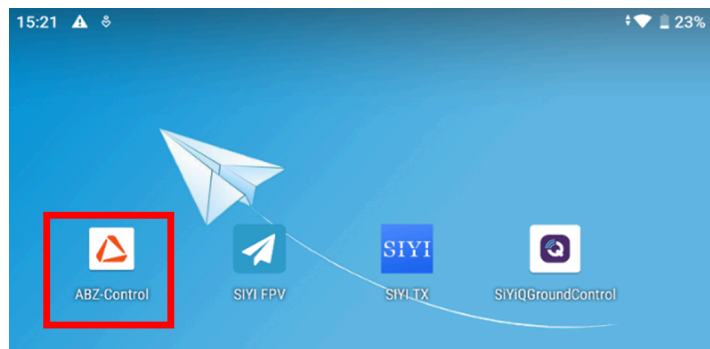 15:21 23%
SIYI
ABZ-Control SIYI FPV SIYI TX SiYiQGroundControl